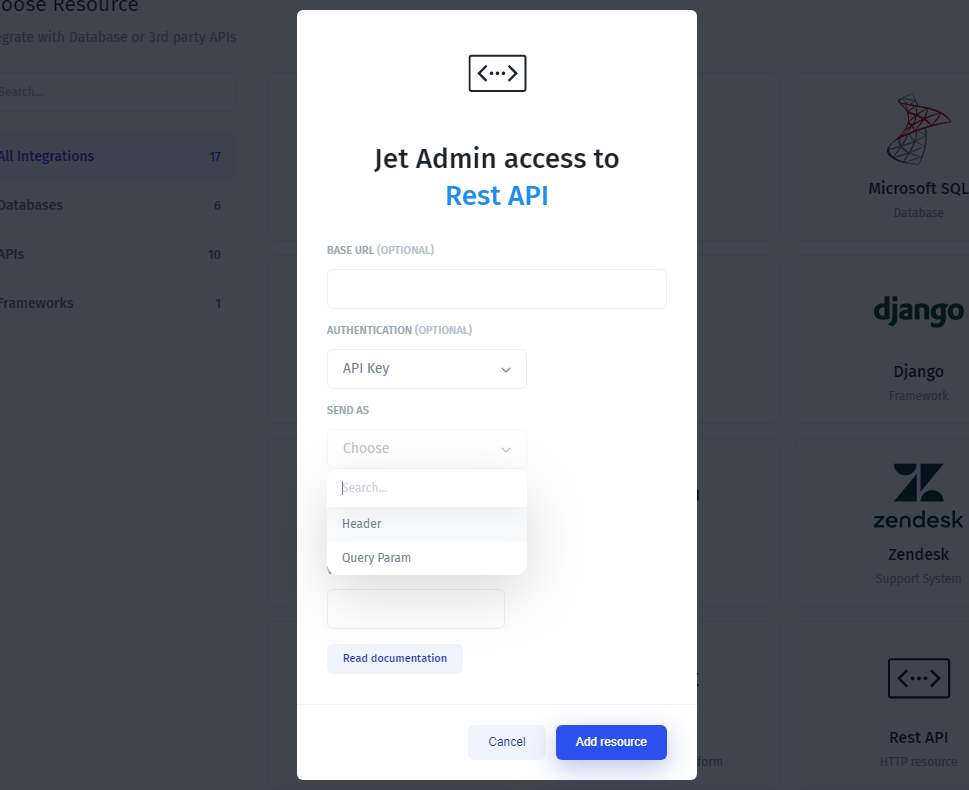 oose Resource
egrate with Database or 3rd party APIs
Search...
All Integrations 17
Databases 6
APIs 10
Frameworks 1
Jet Admin access to
Rest API
BASE URL (OPTIONAL)
AUTHENTICATION (OPTIONAL)
API Key
SEND AS
Choose
Search...
Header
Query Param
Read documentation
Cancel
Add resource
Microsoft SQL
Database
django
Django
Framework
zendesk
Zendesk
Support System
Rest API
HTTP resource
form